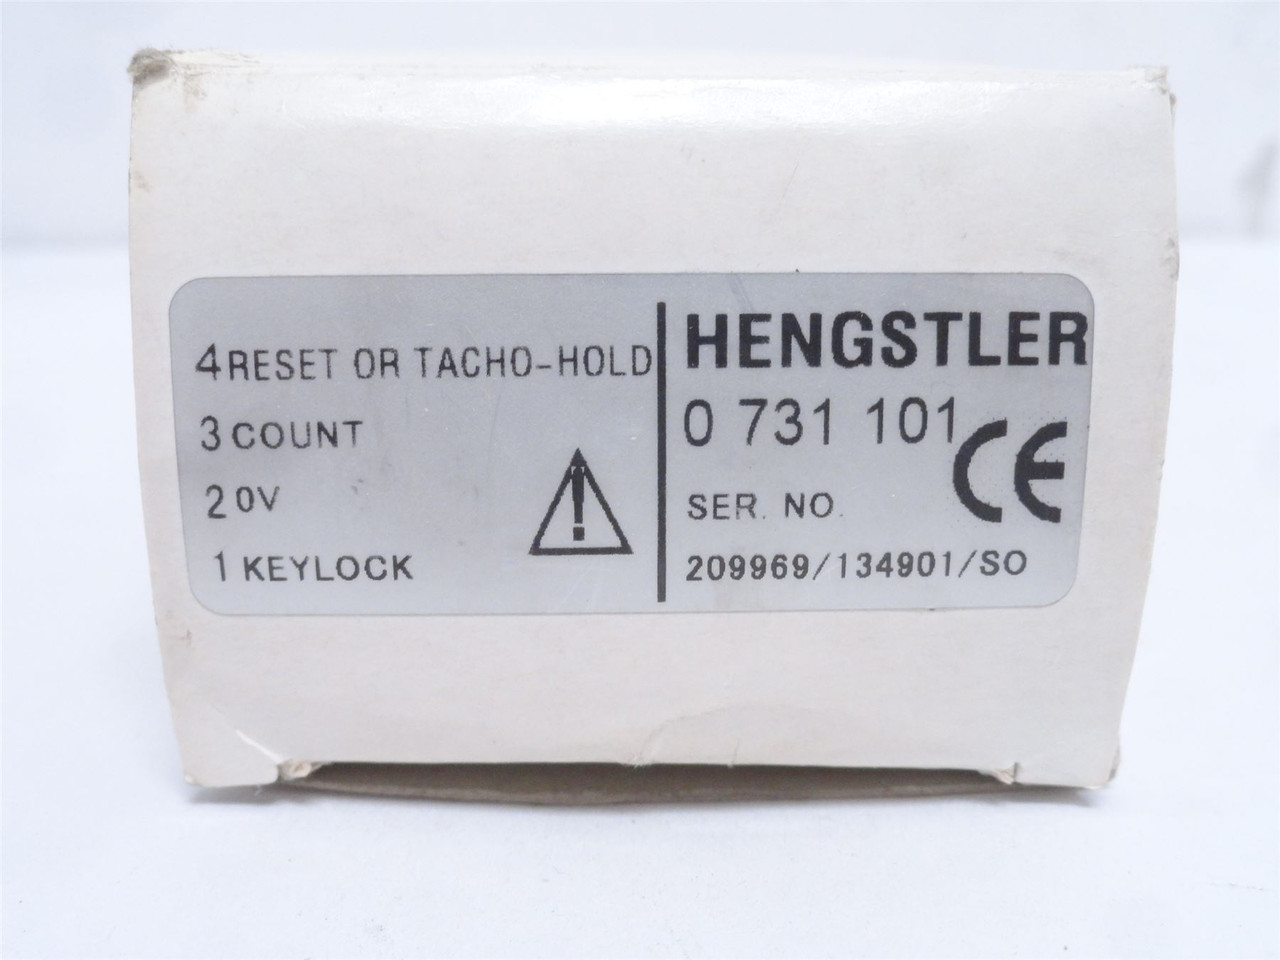 4 RESET OR TACHO-HOLD
3 COUNT
2 0V
1 KEYLOCK
!
HENGSTLER
0 731 101
CE
SER. NO.
209969/134901/SO